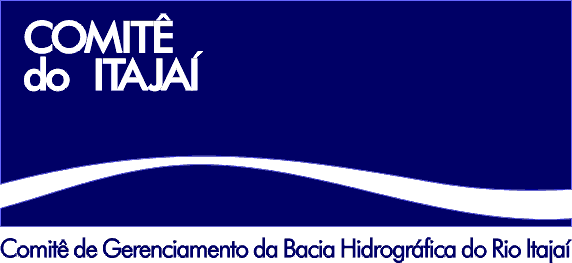 COMITÊ
do ITAJAÍ
Comitê de Gerenciamento da Bacia Hidrográfica do Rio Itajaí